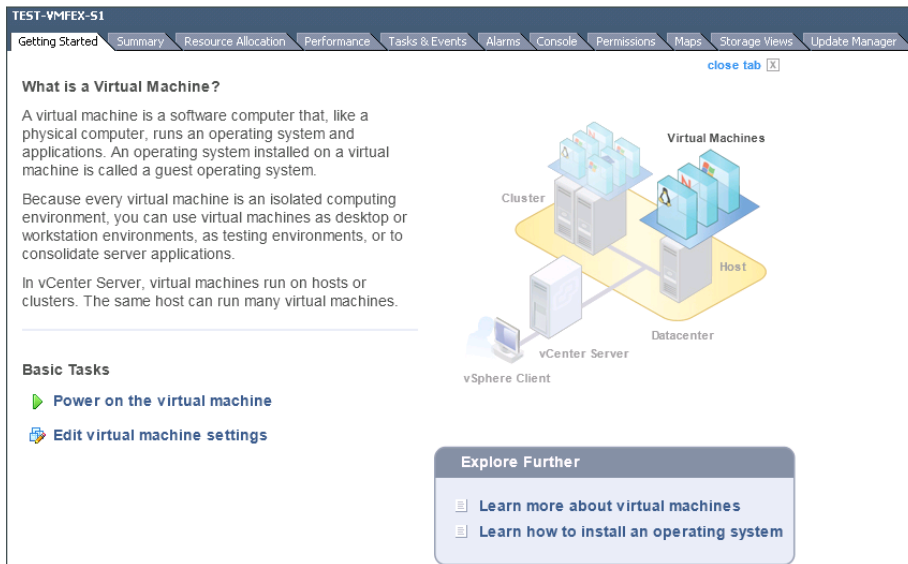 TEST-VMFEX-S1
Getting Started Summary Resource Allocation Performance Tasks & Events Alarms Console Permissions Maps Storage Views Update Manager
close tab X
What is a Virtual Machine?
A virtual machine is a software computer that, like a
physical computer, runs an operating system and
applications. An operating system installed on a virtual
machine is called a guest operating system.
Because every virtual machine is an isolated computing
environment, you can use virtual machines as desktop or
workstation environments, as testing environments, or to
consolidate server applications.
In vCenter Server, virtual machines run on hosts or
clusters. The same host can run many virtual machines.
Basic Tasks
Power on the virtual machine
Edit virtual machine settings
Virtual Machines
Cluster
Host
Datacenter
vCenter Server
vSphere Client
Explore Further
Learn more about virtual machines
Learn how to install an operating system